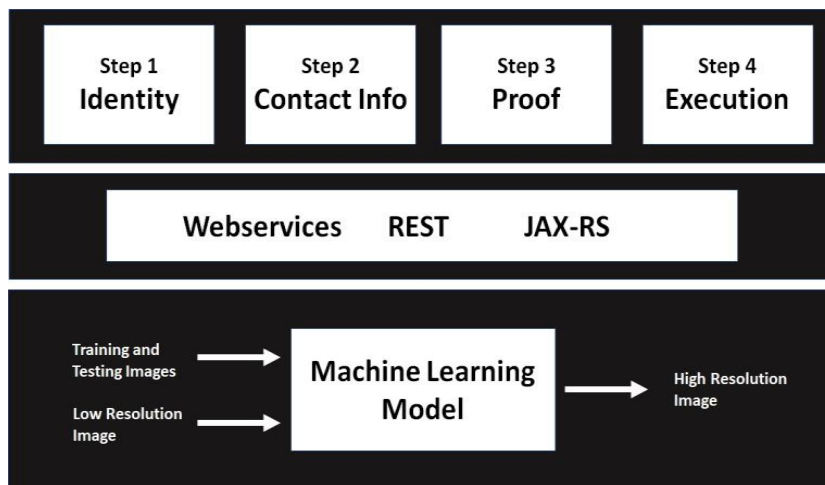 Step 1
Identity
Step 2
Contact Info
Step 3
Proof
Step 4
Execution
Webservices REST JAX-RS
Training and
Testing Images
Low Resolution
Image
Machine Learning
Model
High Resolution
Image